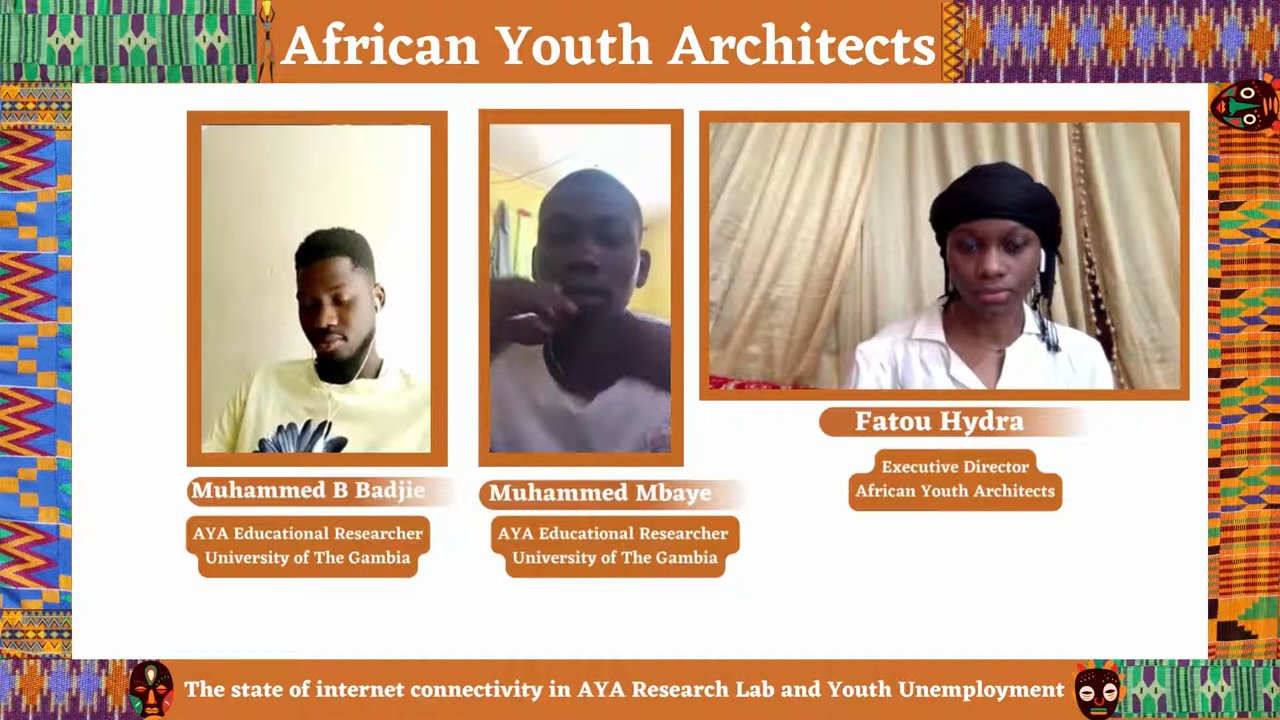 African Youth Architects
Muhammed B Badjie
AYA Educational Researcher
University of The Gambia
Muhammed Mbaye
AYA Educational Researcher
University of The Gambia
Fatou Hydra
Executive Director
African Youth Architects
The state of internet connectivity in AYA Research Lab and Youth Unemployment